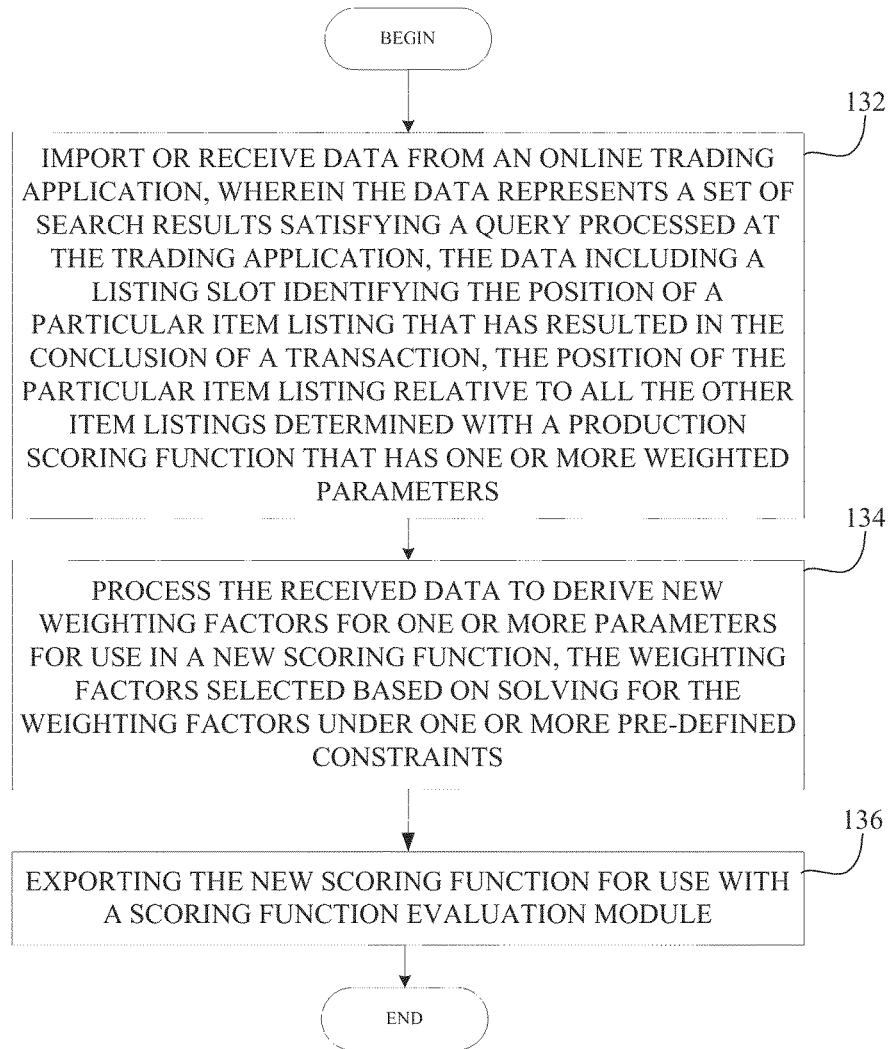 BEGIN
132
IMPORT OR RECEIVE DATA FROM AN ONLINE TRADING
APPLICATION, WHEREIN THE DATA REPRESENTS A SET OF
SEARCH RESULTS SATISFYING A QUERY PROCESSED AT
THE TRADING APPLICATION, THE DATA INCLUDING A
LISTING SLOT IDENTIFYING THE POSITION OF A
PARTICULAR ITEM LISTING THAT HAS RESULTED IN THE
CONCLUSION OF A TRANSACTION, THE POSITION OF THE
PARTICULAR ITEM LISTING RELATIVE TO ALL THE OTHER
ITEM LISTINGS DETERMINED WITH A PRODUCTION
SCORING FUNCTION THAT HAS ONE OR MORE WEIGHTED
PARAMETERS
134
PROCESS THE RECEIVED DATA TO DERIVE NEW
WEIGHTING FACTORS FOR ONE OR MORE PARAMETERS
FOR USE IN A NEW SCORING FUNCTION, THE WEIGHTING
FACTORS SELECTED BASED ON SOLVING FOR THE
WEIGHTING FACTORS UNDER ONE OR MORE PRE-DEFINED
CONSTRAINTS
136
EXPORTING THE NEW SCORING FUNCTION FOR USE WITH
A SCORING FUNCTION EVALUATION MODULE
END